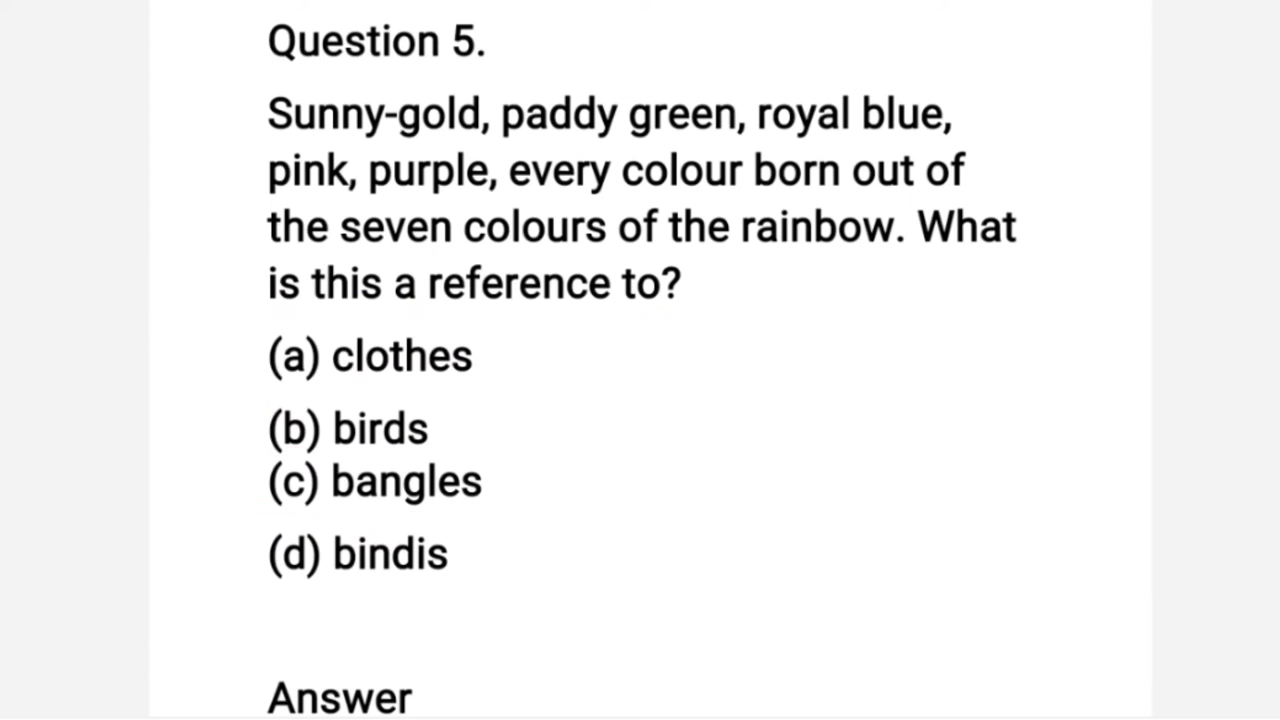 Question 5.
Sunny-gold, paddy green, royal blue,
pink, purple, every colour born out of
the seven colours of the rainbow. What
is this a reference to?
(a) clothes
(b) birds
(c) bangles
(d) bindis
Answer